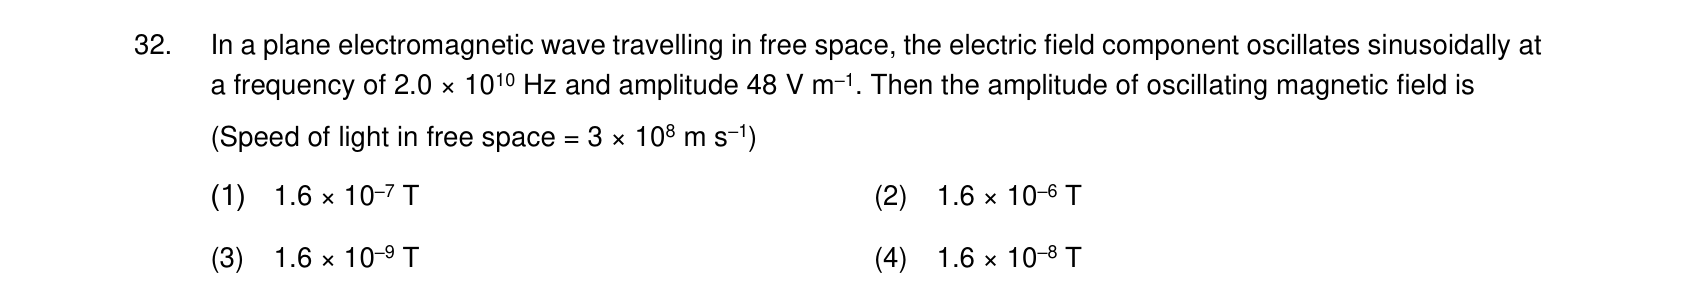 32. In a plane electromagnetic wave travelling in free space, the electric field component oscillates sinusoidally at
a frequency of 2.0 × 10¹⁰ Hz and amplitude 48 V m⁻¹. Then the amplitude of oscillating magnetic field is
(Speed of light in free space = 3 × 10⁸ m s⁻¹)
(1) 1.6 × 10⁻⁷ T (2) 1.6 × 10⁻⁶ T
(3) 1.6 × 10⁻⁹ T (4) 1.6 × 10⁻⁸ T